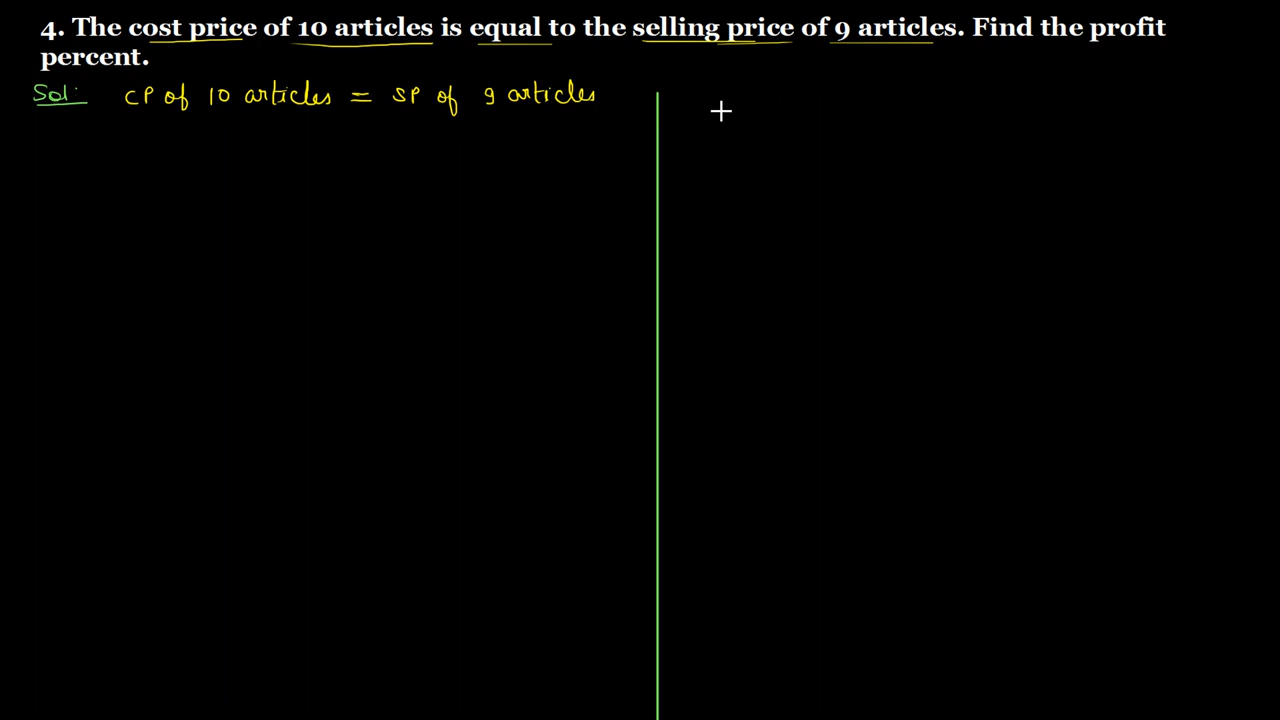 4. The cost price of 10 articles is equal to the selling price of 9 articles. Find the profit
percent.
Sol: CP of 10 articles = SP of 9 articles